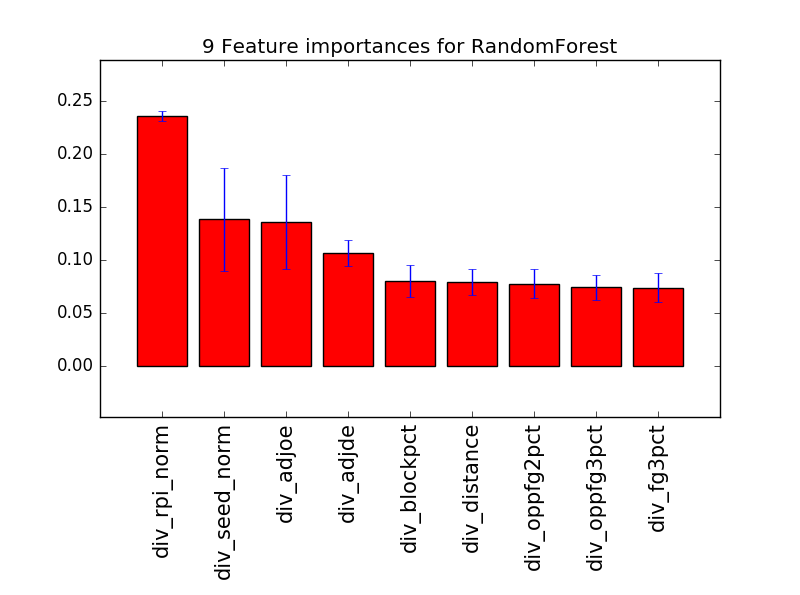 9 Feature importances for RandomForest
0.25
0.20
0.15
0.10
0.05
0.00
div_rpi_norm
div_seed_norm
div_adjoe
div_adjde
div_blockpct
div_distance
div_oppfg2pct
div_oppfg3pct
div_fg3pct